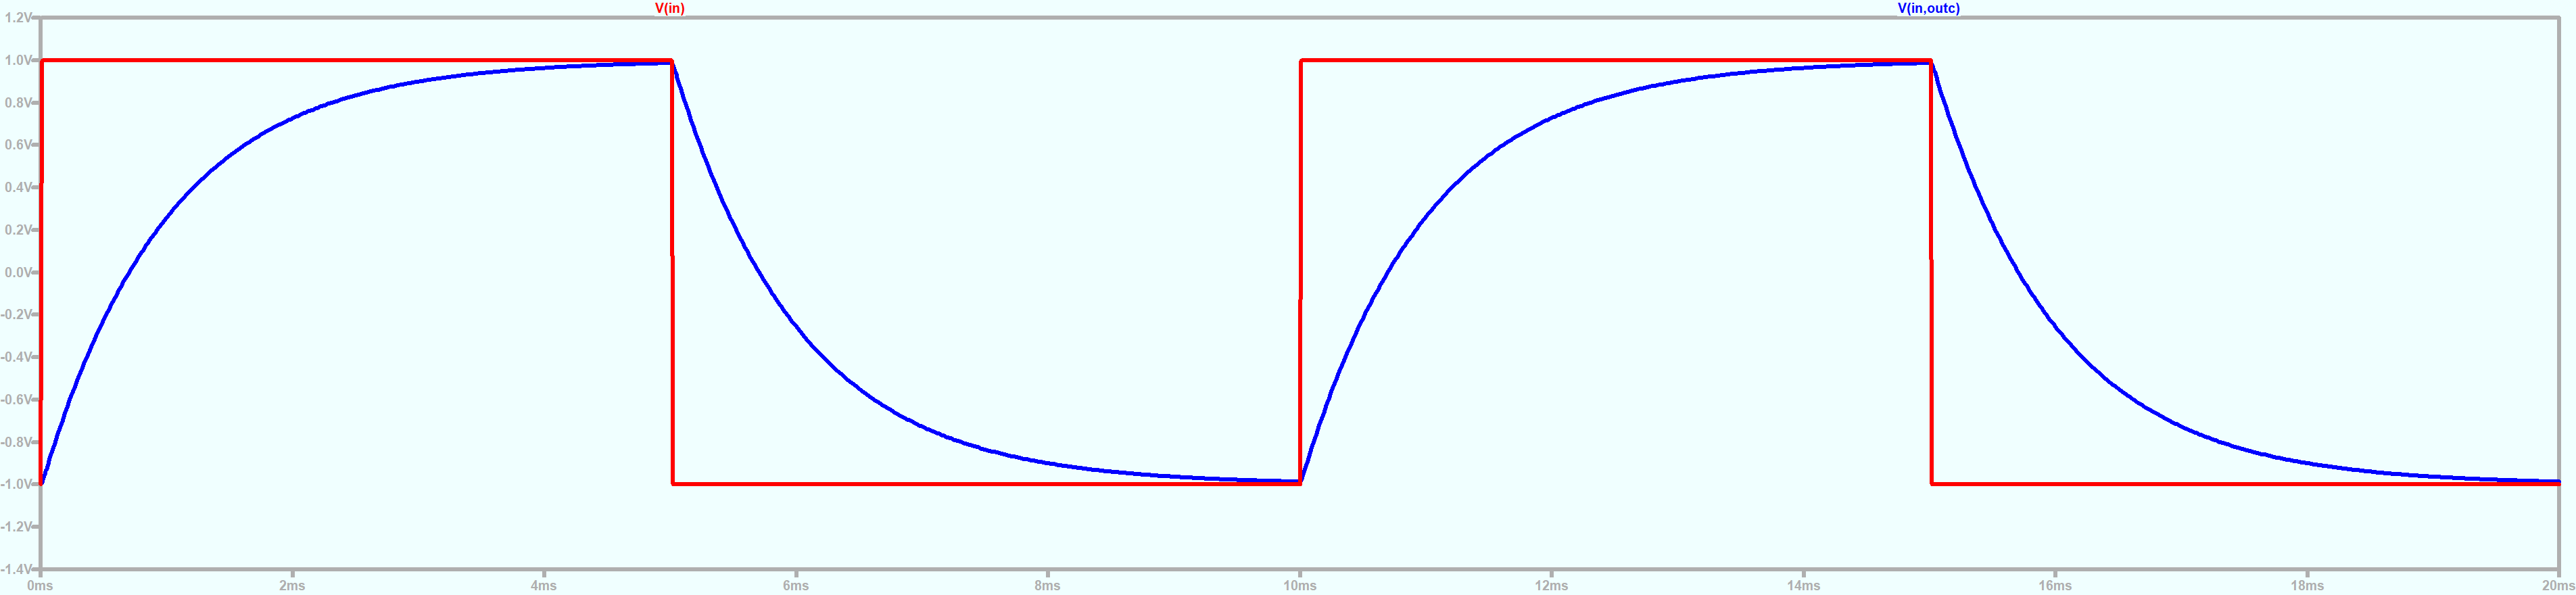 V(in) V(in,outc)
1.2V
1.0V
0.8V
0.6V
0.4V
0.2V
0.0V
-0.2V
-0.4V
-0.6V
-0.8V
-1.0V
-1.2V
-1.4V
0ms 2ms 4ms 6ms 8ms 10ms 12ms 14ms 16ms 18ms 20ms